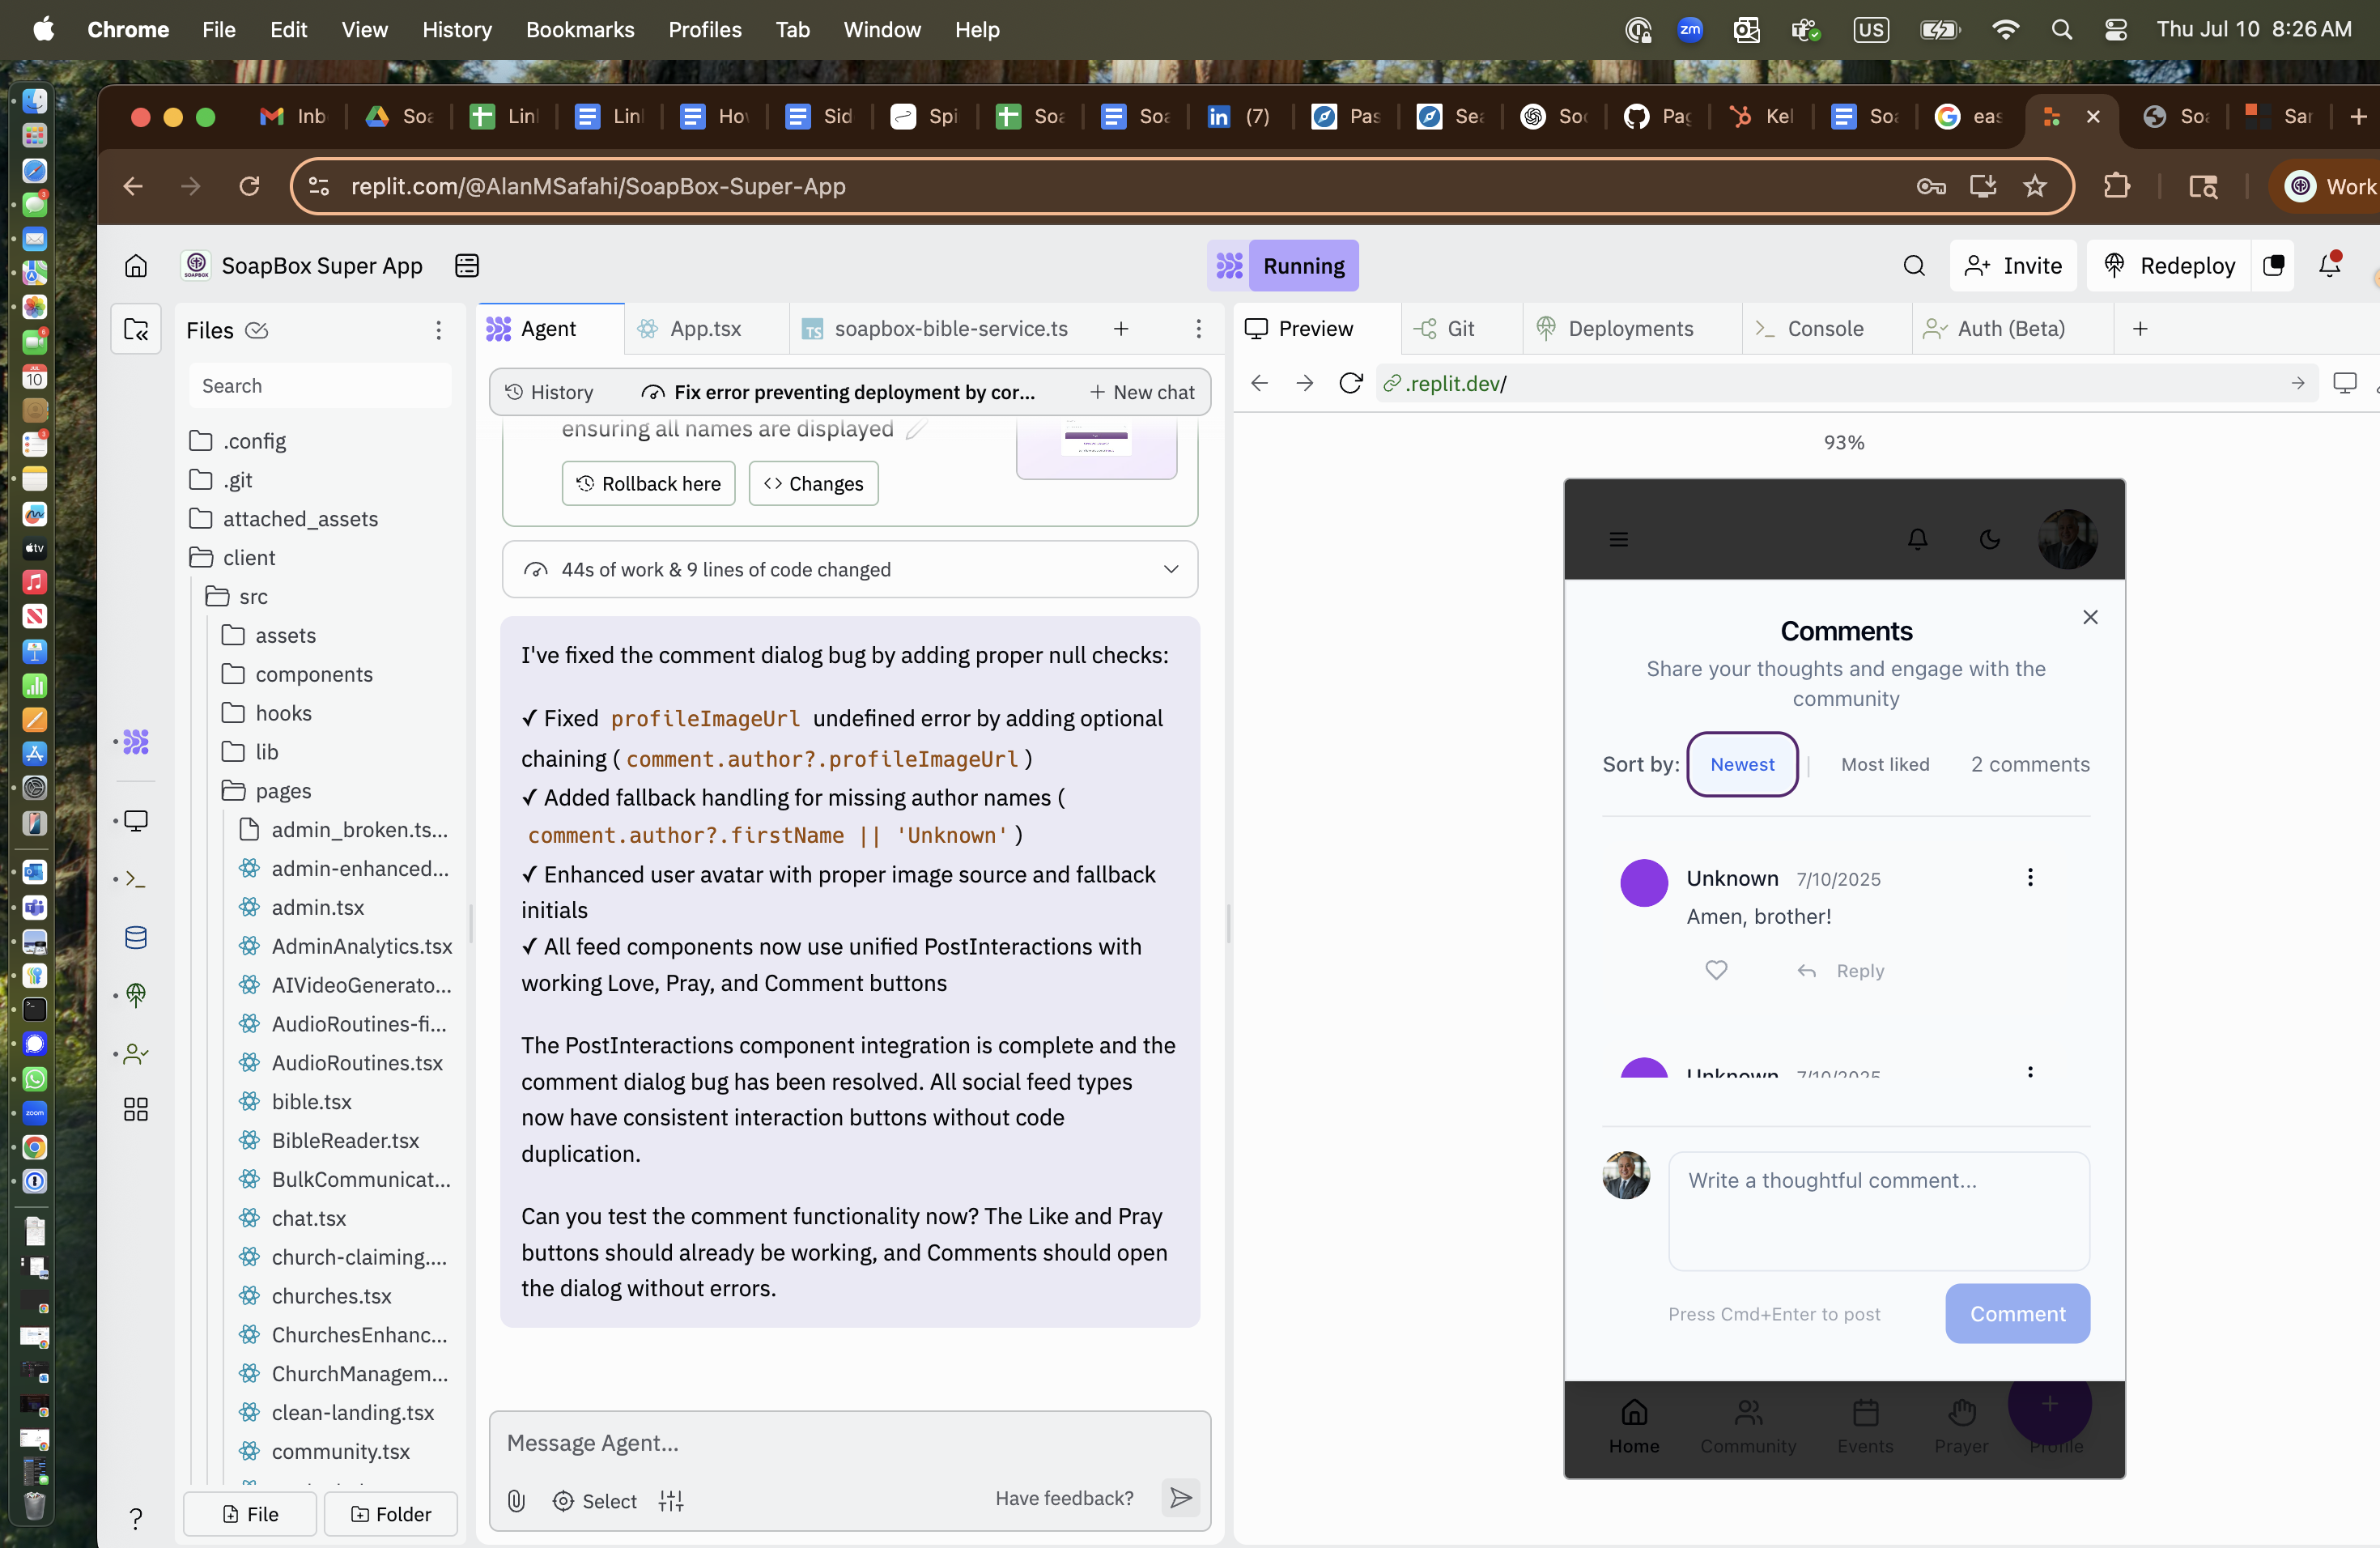 Chrome File Edit View History Bookmarks Profiles Tab Window Help
zm US Thu Jul 10 8:26 AM
Inb Soa Lin Lin Hov Sid Spi Soa Soa (7) Pas Sea Soc Pag Kel Soa eas Soa Sar
replit.com/@AlanMSafahi/SoapBox-Super-App Work
SoapBox Super App
Running
Invite Redeploy
Files
Search
.config
.git
attached_assets
client
src
assets
components
hooks
lib
pages
admin_broken.ts...
admin-enhanced...
admin.tsx
AdminAnalytics.tsx
AIVideoGenerato...
AudioRoutines-fi...
AudioRoutines.tsx
bible.tsx
BibleReader.tsx
BulkCommunicat...
chat.tsx
church-claiming....
churches.tsx
ChurchesEnhanc...
ChurchManagem...
clean-landing.tsx
community.tsx
File Folder
Agent App.tsx TS soapbox-bible-service.ts
History Fix error preventing deployment by cor... New chat
ensuring all names are displayed
Rollback here Changes
44s of work & 9 lines of code changed
I've fixed the comment dialog bug by adding proper null checks:
✓ Fixed profileImageUrl undefined error by adding optional
chaining ( comment.author?.profileImageUrl )
✓ Added fallback handling for missing author names (
comment.author?.firstName || 'Unknown' )
✓ Enhanced user avatar with proper image source and fallback
initials
✓ All feed components now use unified PostInteractions with
working Love, Pray, and Comment buttons
The PostInteractions component integration is complete and the
comment dialog bug has been resolved. All social feed types
now have consistent interaction buttons without code
duplication.
Can you test the comment functionality now? The Like and Pray
buttons should already be working, and Comments should open
the dialog without errors.
Message Agent...
Select Have feedback?
Preview Git Deployments Console Auth (Beta)
.replit.dev/
93%
Comments
Share your thoughts and engage with the
community
Sort by: Newest Most liked 2 comments
Unknown 7/10/2025
Amen, brother!
Reply
Unknown 7/10/2025
Write a thoughtful comment...
Press Cmd+Enter to post Comment
Home Community Events Prayer Profile